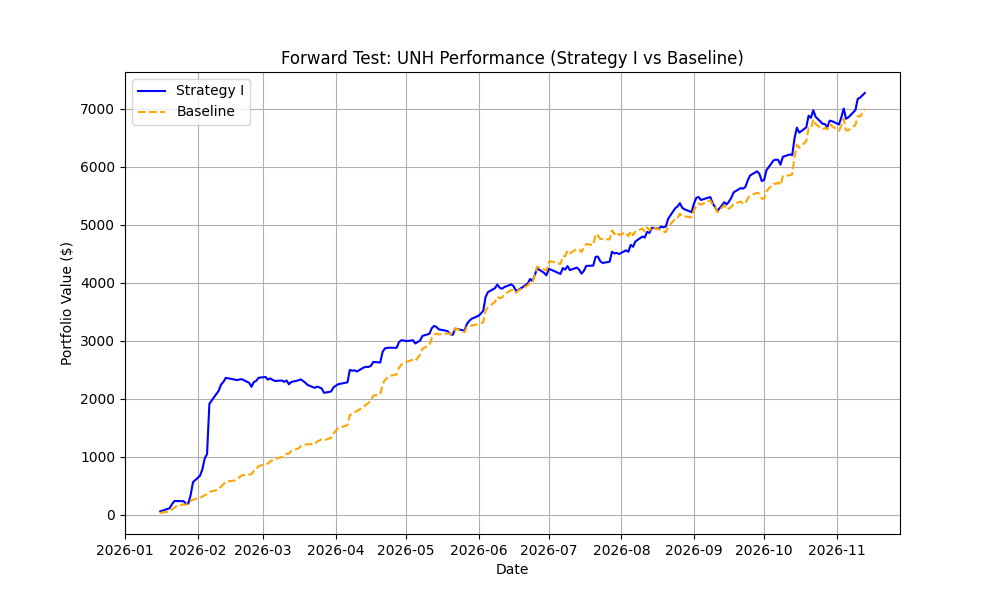 Forward Test: UNH Performance (Strategy I vs Baseline)
Strategy I
Baseline
Portfolio Value ($)
7000
6000
5000
4000
3000
2000
1000
0
2026-01 2026-02 2026-03 2026-04 2026-05 2026-06 2026-07 2026-08 2026-09 2026-10 2026-11
Date